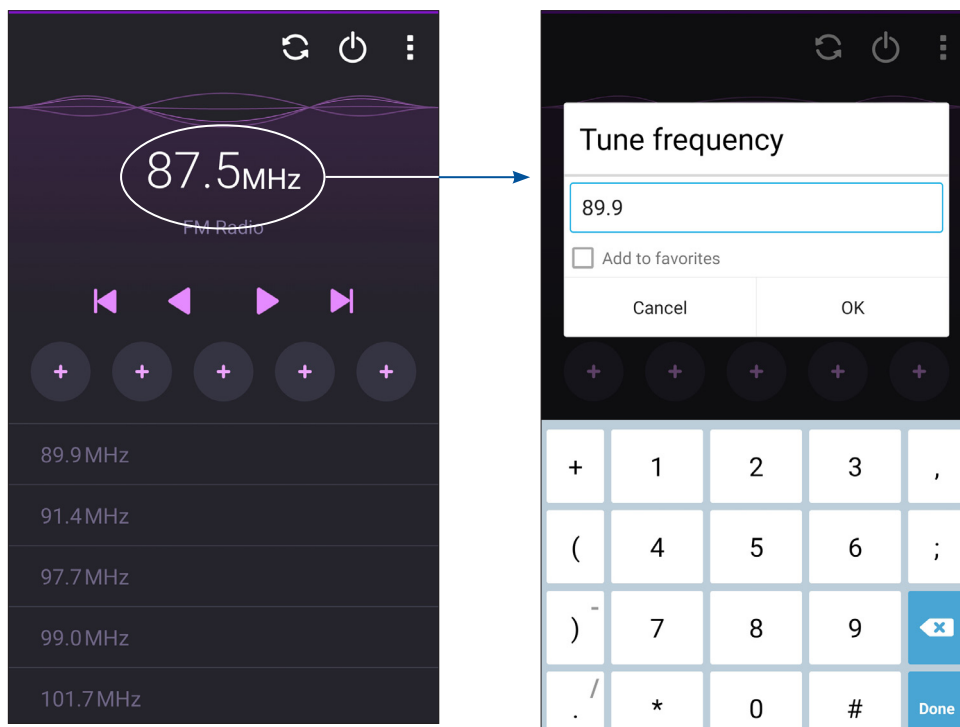 87.5MHz
FM Radio
+ + + + +
89.9MHz
91.4MHz
97.7MHz
99.0MHz
101.7MHz
Tune frequency
89.9
Add to favorites
Cancel OK
+ + + + +
+ 1 2 3 ,
( 4 5 6 ;
) - 7 8 9
. / * 0 # Done